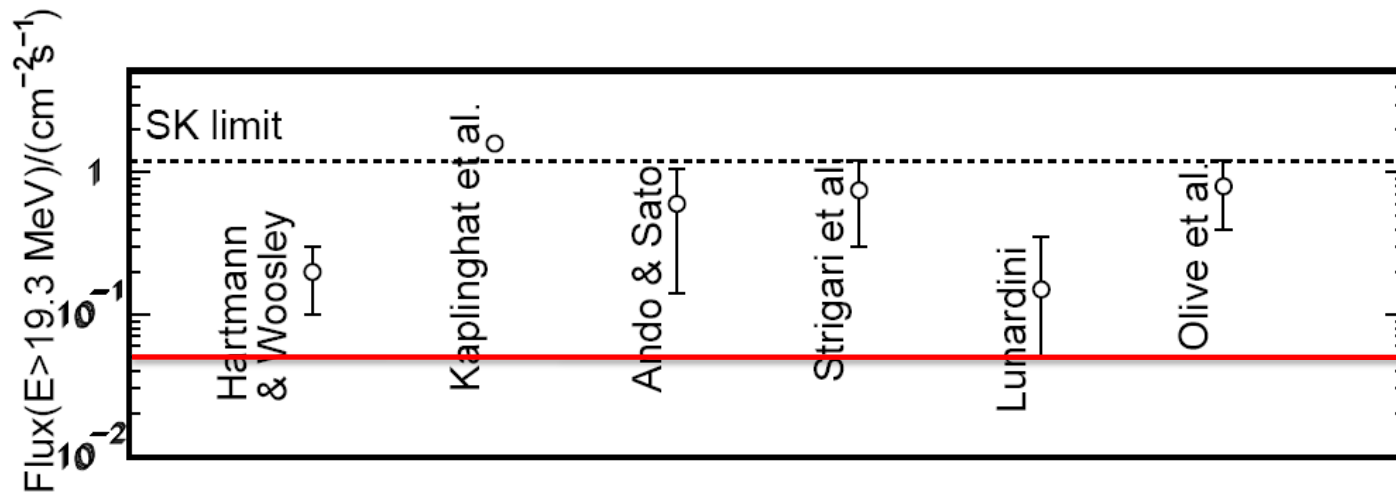 Flux(E>19.3 MeV)/(cm⁻²s⁻¹)
SK limit
1
10⁻¹
10⁻²
Hartmann
& Woosley
Kaplinghat et al.
Ando & Sato
Strigari et al.
Lunardini
Olive et al.